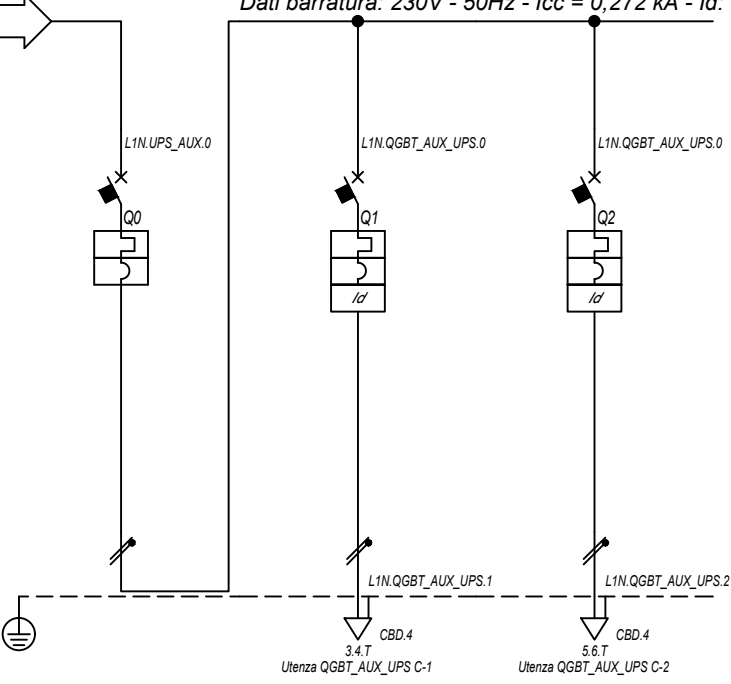 Dati barratura: 230V - 50Hz - Icc = 0,272 kA - Id:
L1N.UPS_AUX.0
L1N.QGBT_AUX_UPS.0
L1N.QGBT_AUX_UPS.0
Q0
Q1
Q2
Id
Id
L1N.QGBT_AUX_UPS.1
L1N.QGBT_AUX_UPS.2
CBD.4
CBD.4
3.4.T
5.6.T
Utenza QGBT_AUX_UPS C-1
Utenza QGBT_AUX_UPS C-2